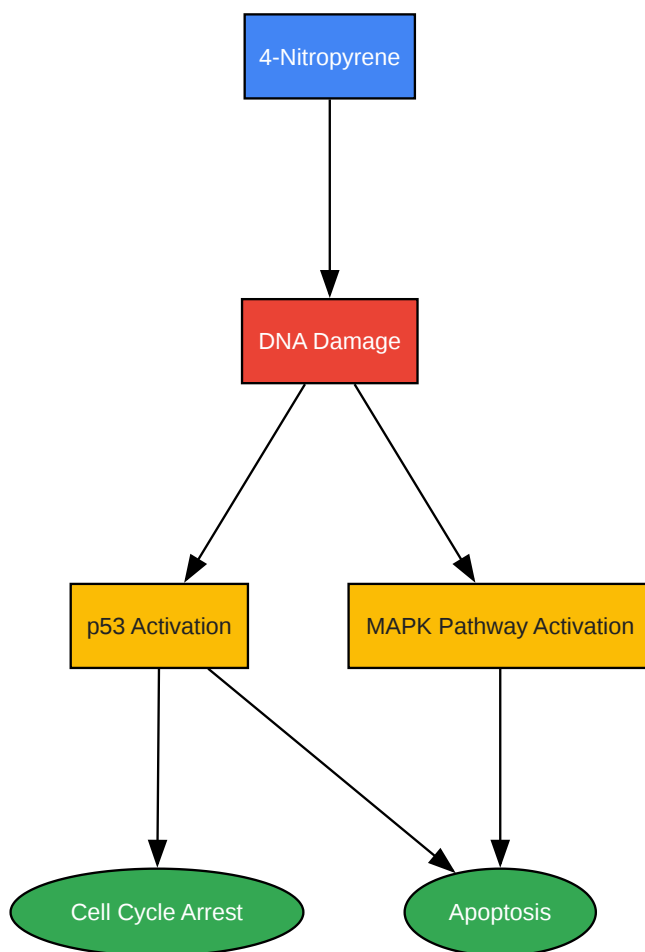 4-Nitropyrene
DNA Damage
p53 Activation
MAPK Pathway Activation
Cell Cycle Arrest
Apoptosis